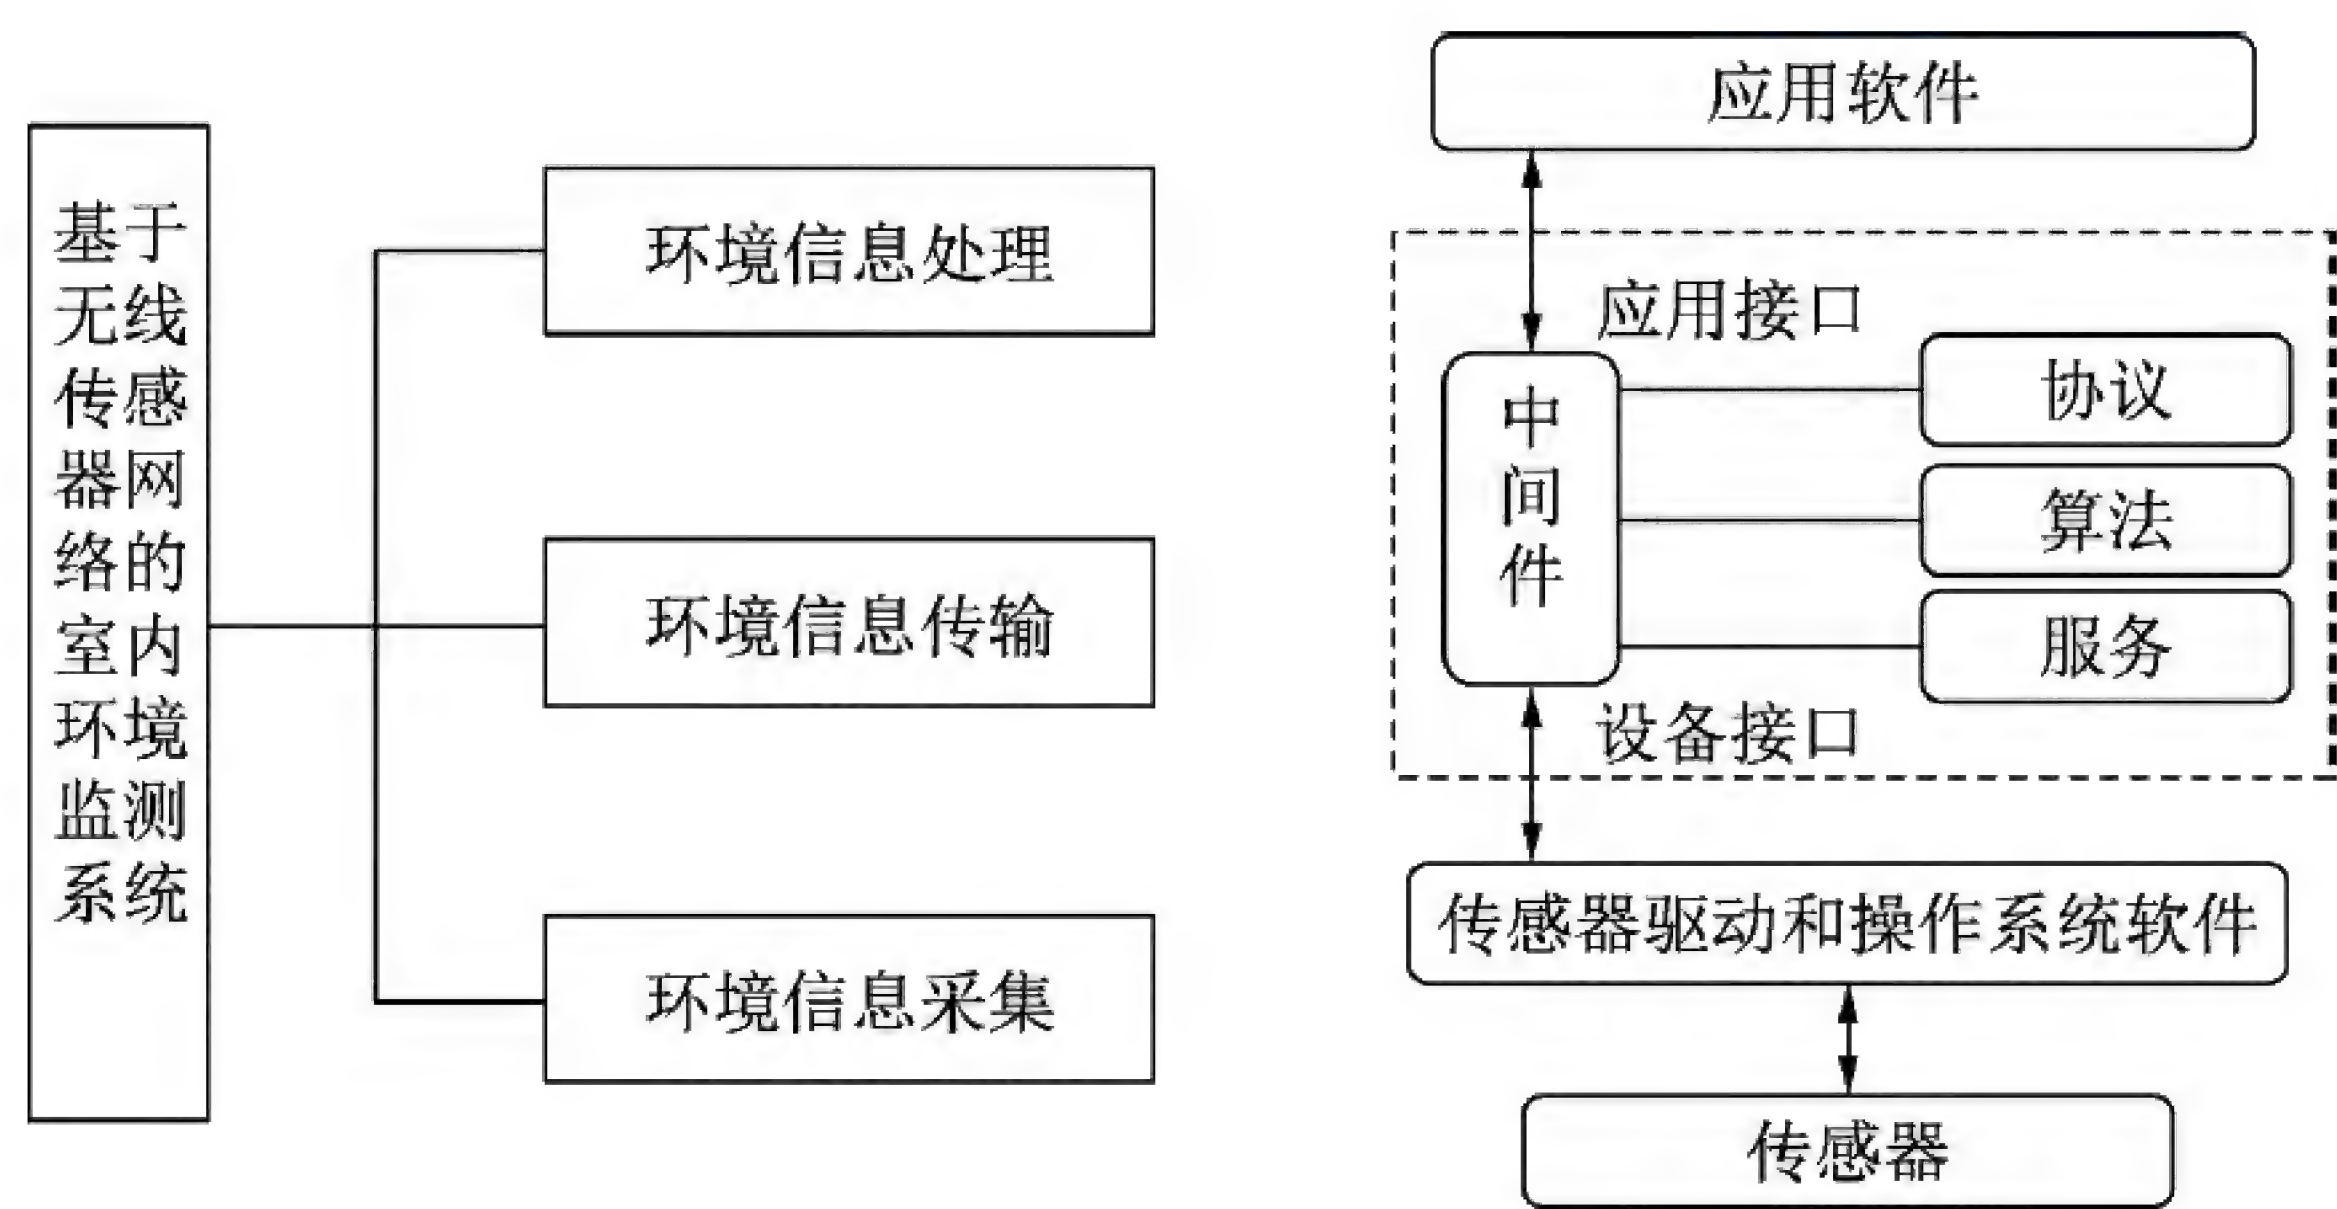 基于
无线
传感
器网
络的
室内
环境
监测
系统
环境信息处理
环境信息传输
环境信息采集
应用软件
应用接口
中
间
件
协议
算法
服务
设备接口
传感器驱动和操作系统软件
传感器